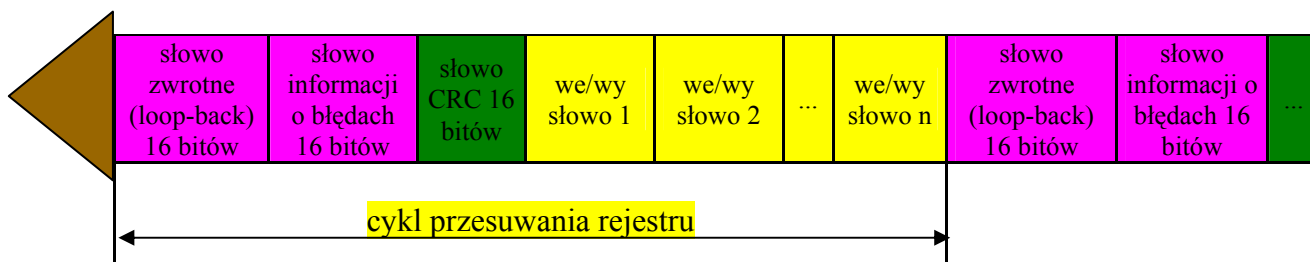 słowo
zwrotne
(loop-back)
16 bitów
słowo
informacji
o błędach
16 bitów
słowo
CRC 16
bitów
we/wy
słowo 1
we/wy
słowo 2
...
we/wy
słowo n
słowo
zwrotne
(loop-back)
16 bitów
słowo
informacji o
błędach 16
bitów
...
cykl przesuwania rejestru